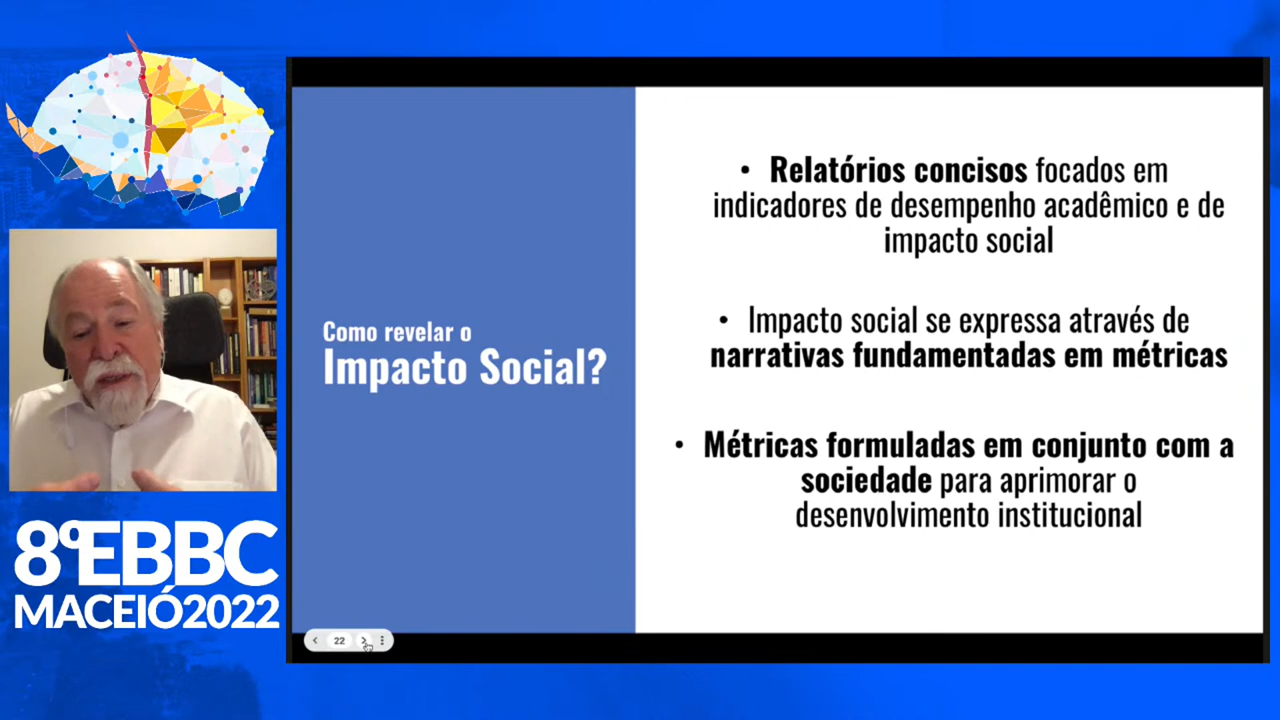 8ºEBBC
MACEIÓ2022
Como revelar o
Impacto Social?
• Relatórios concisos focados em
indicadores de desempenho acadêmico e de
impacto social
• Impacto social se expressa através de
narrativas fundamentadas em métricas
• Métricas formuladas em conjunto com a
sociedade para aprimorar o
desenvolvimento institucional
22